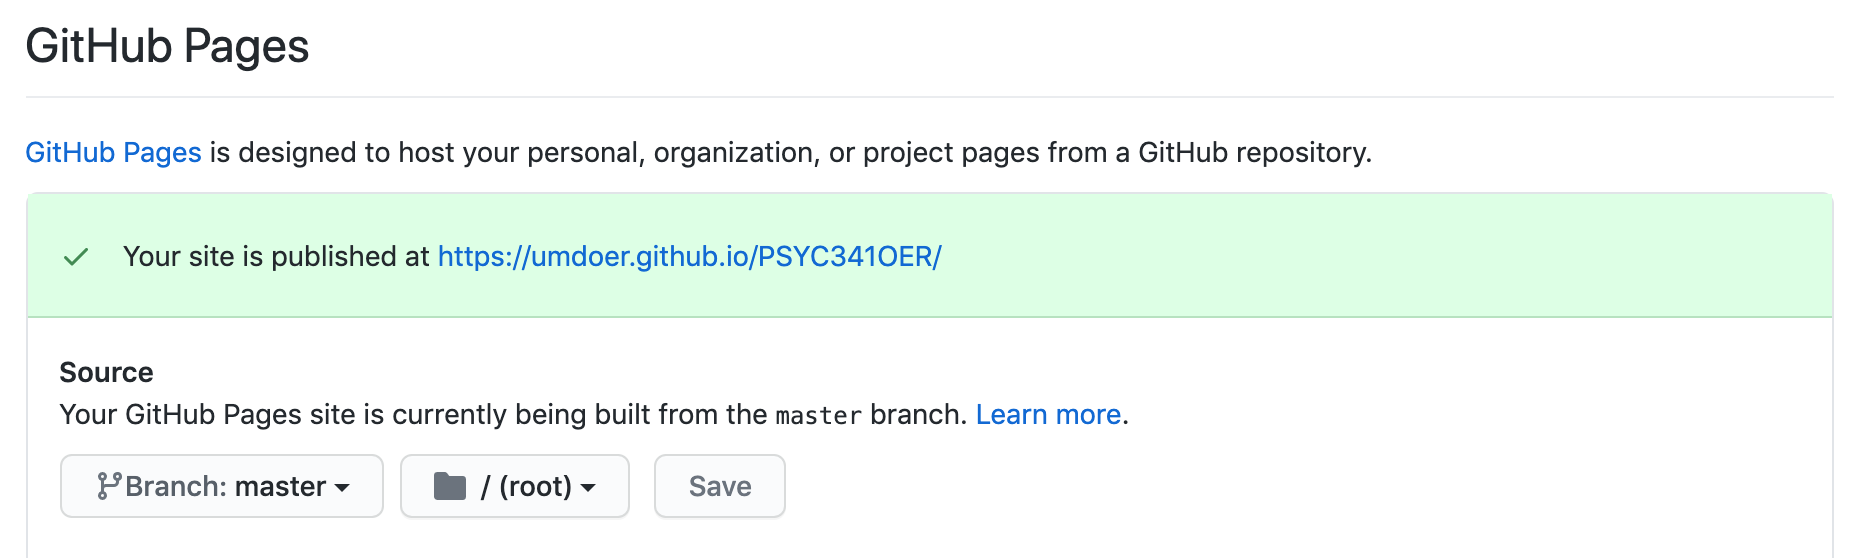 GitHub Pages
GitHub Pages is designed to host your personal, organization, or project pages from a GitHub repository.
Your site is published at https://umdoer.github.io/PSYC341OER/
Source
Your GitHub Pages site is currently being built from the master branch. Learn more.
Branch: master / (root) Save